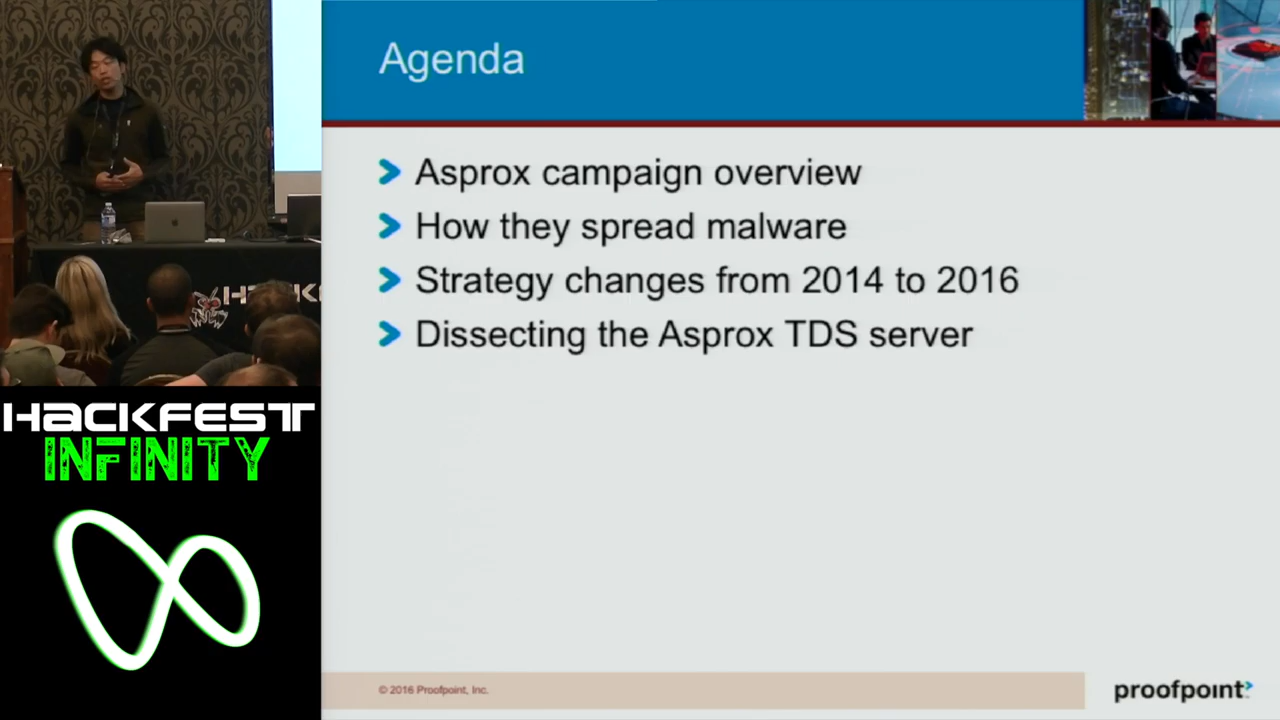 Agenda
Asprox campaign overview
How they spread malware
Strategy changes from 2014 to 2016
Dissecting the Asprox TDS server
HACKFEST
INFINITY
© 2016 Proofpoint, Inc.
proofpoint